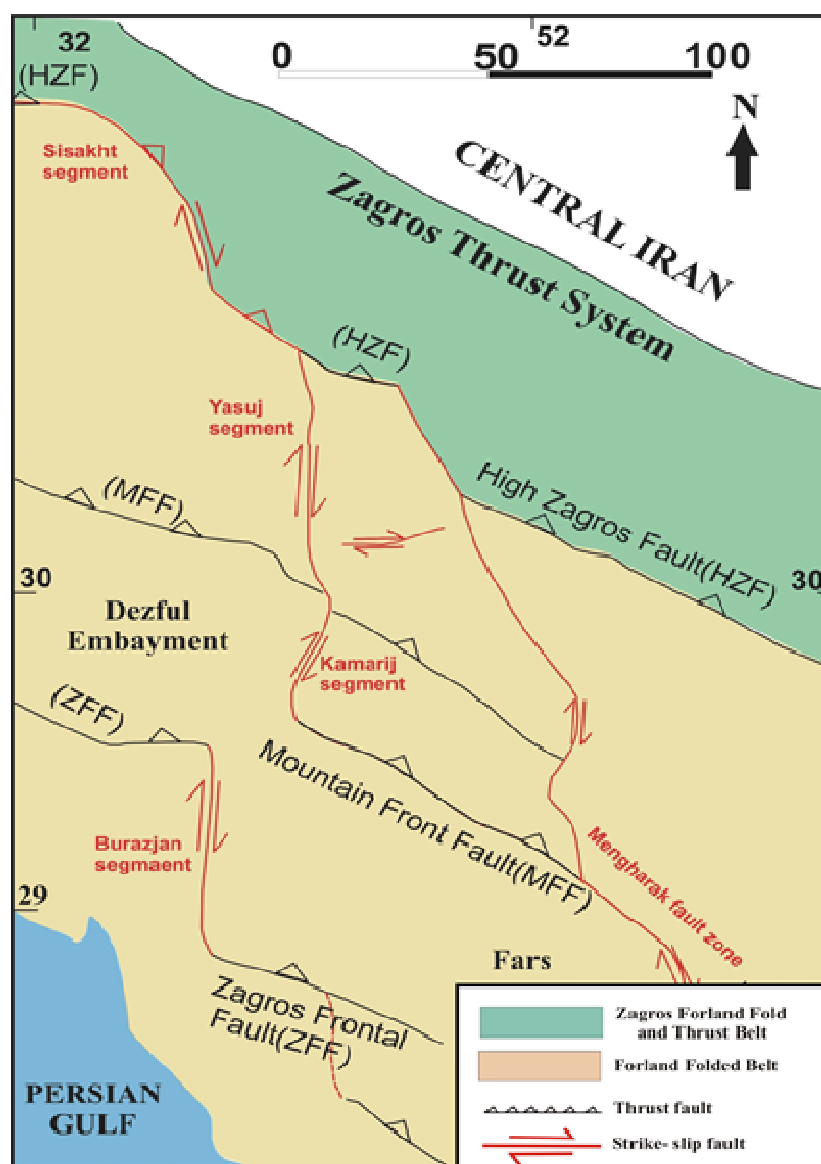 32
52
(HZF)
0
50
100
N
Sisakht
segment
CENTRAL IRAN
Zagros Thrust System
(HZF)
Yasuj
segment
High Zagros Fault(HZF)
(MFF)
30
30
Dezful
Embayment
Kamarij
segment
(ZFF)
Mountain Front Fault(MFF)
Burazjan
segmaent
Mengharak fault zone
29
Fars
Zagros Frontal
Fault(ZFF)
PERSIAN
GULF
Zagros Forland Fold
and Thrust Belt
Forland Folded Belt
Thrust fault
Strike- slip fault